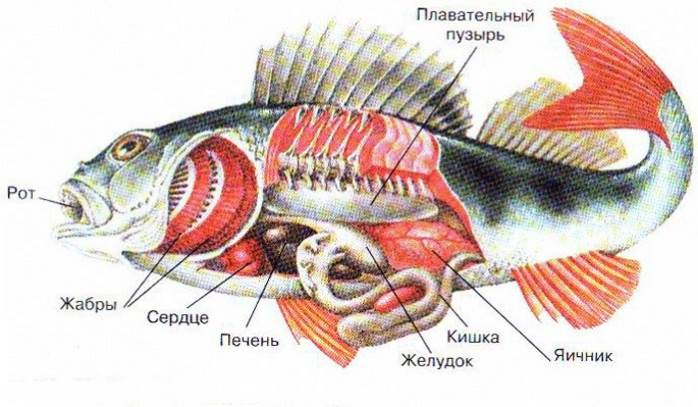 Плавательный
пузырь
Рот
Жабры
Сердце
Печень
Желудок
Кишка
Яичник